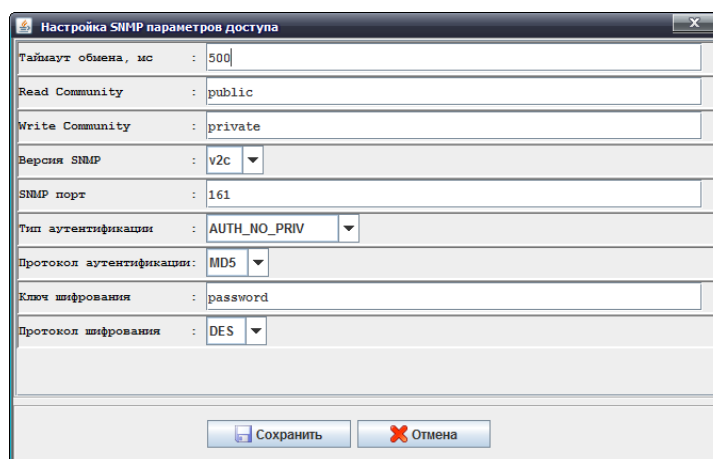 Настройка SNMP параметров доступа
X
Таймаут обмена, мс : 500
Read Community : public
Write Community : private
Версия SNMP : v2c
SNMP порт : 161
Тип аутентификации : AUTH_NO_PRIV
Протокол аутентификации: MD5
Ключ шифрования : password
Протокол шифрования : DES
Сохранить Отмена